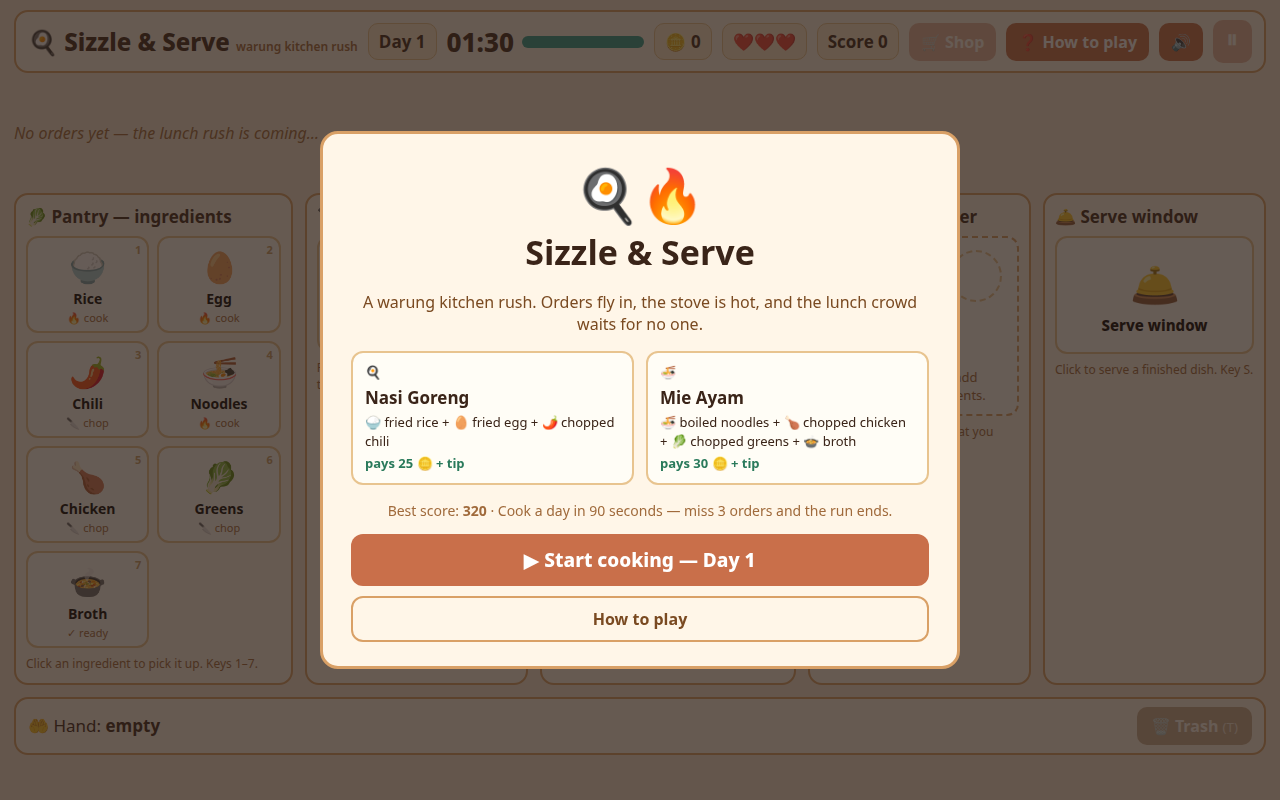 Sizzle & Serve warung kitchen rush Day 1 01:30 0 Score 0 Shop How to play
No orders yet — the lunch rush is coming…
Pantry — ingredients
1
Rice
cook
2
Egg
cook
3
Chili
chop
4
Noodles
cook
5
Chicken
chop
6
Greens
chop
7
Broth
✓ ready
Click an ingredient to pick it up. Keys 1–7.
Sizzle & Serve
A warung kitchen rush. Orders fly in, the stove is hot, and the lunch crowd
waits for no one.
Nasi Goreng
fried rice + fried egg + chopped
chili
pays 25 + tip
Mie Ayam
boiled noodles + chopped chicken
+ chopped greens + broth
pays 30 + tip
Best score: 320 · Cook a day in 90 seconds — miss 3 orders and the run ends.
▶ Start cooking — Day 1
How to play
Serve window
Serve window
Click to serve a finished dish. Key S.
at you
Hand: empty
Trash (T)